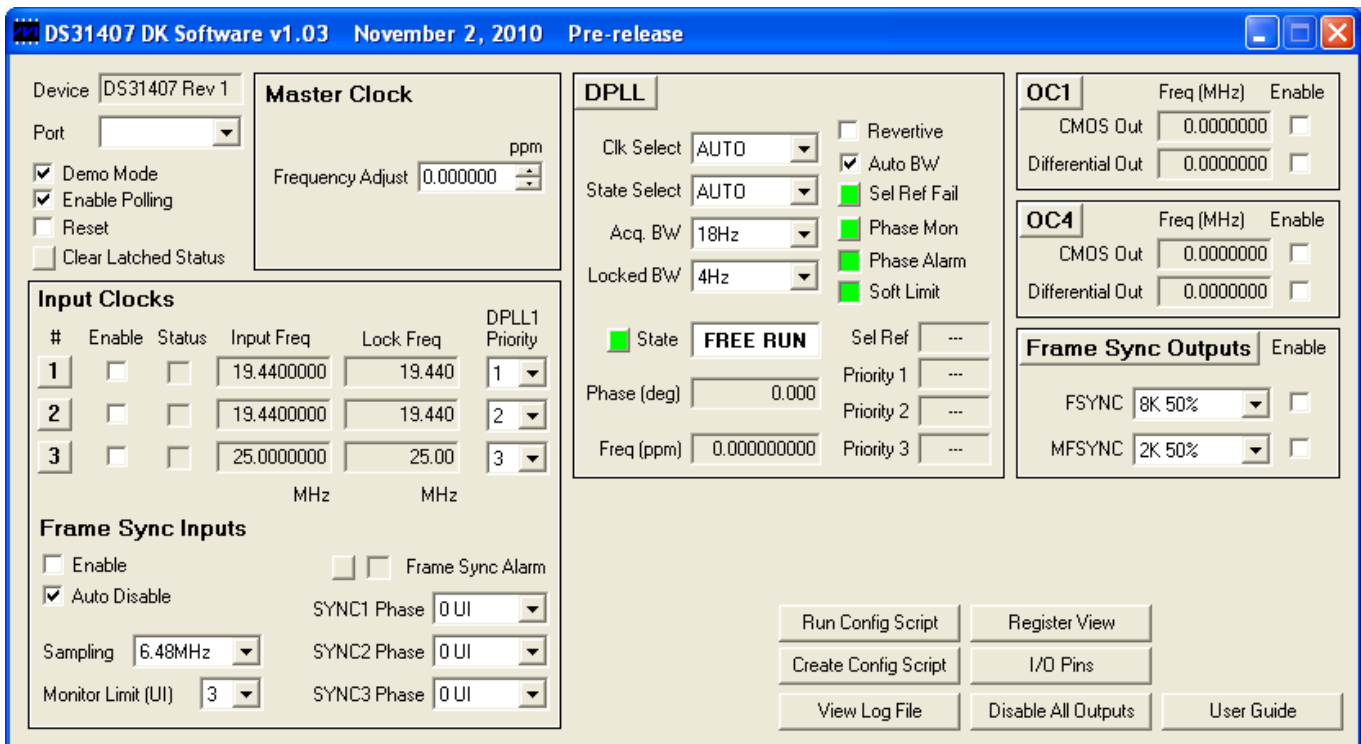 DS31407 DK Software v1.03 November 2, 2010 Pre-release
Device DS31407 Rev 1
Port
Demo Mode
Enable Polling
Reset
Clear Latched Status
Master Clock
ppm
Frequency Adjust 0.000000
Input Clocks
# Enable Status Input Freq Lock Freq DPLL1 Priority
1 19.4400000 19.440 1
2 19.4400000 19.440 2
3 25.0000000 25.00 3
MHz MHz
Frame Sync Inputs
Enable
Frame Sync Alarm
Auto Disable
SYNC1 Phase 0 UI
Sampling 6.48MHz
SYNC2 Phase 0 UI
Monitor Limit (UI) 3
SYNC3 Phase 0 UI
DPLL
Clk Select AUTO
State Select AUTO
Acq. BW 18Hz
Locked BW 4Hz
Revertive
Auto BW
Sel Ref Fail
Phase Mon
Phase Alarm
Soft Limit
State FREE RUN
Phase (deg) 0.000
Freq (ppm) 0.000000000
Sel Ref ---
Priority 1 ---
Priority 2 ---
Priority 3 ---
OC1 Freq (MHz) Enable
CMOS Out 0.0000000
Differential Out 0.0000000
OC4 Freq (MHz) Enable
CMOS Out 0.0000000
Differential Out 0.0000000
Frame Sync Outputs Enable
FSYNC 8K 50%
MFSYNC 2K 50%
Run Config Script Register View
Create Config Script I/O Pins
View Log File Disable All Outputs User Guide